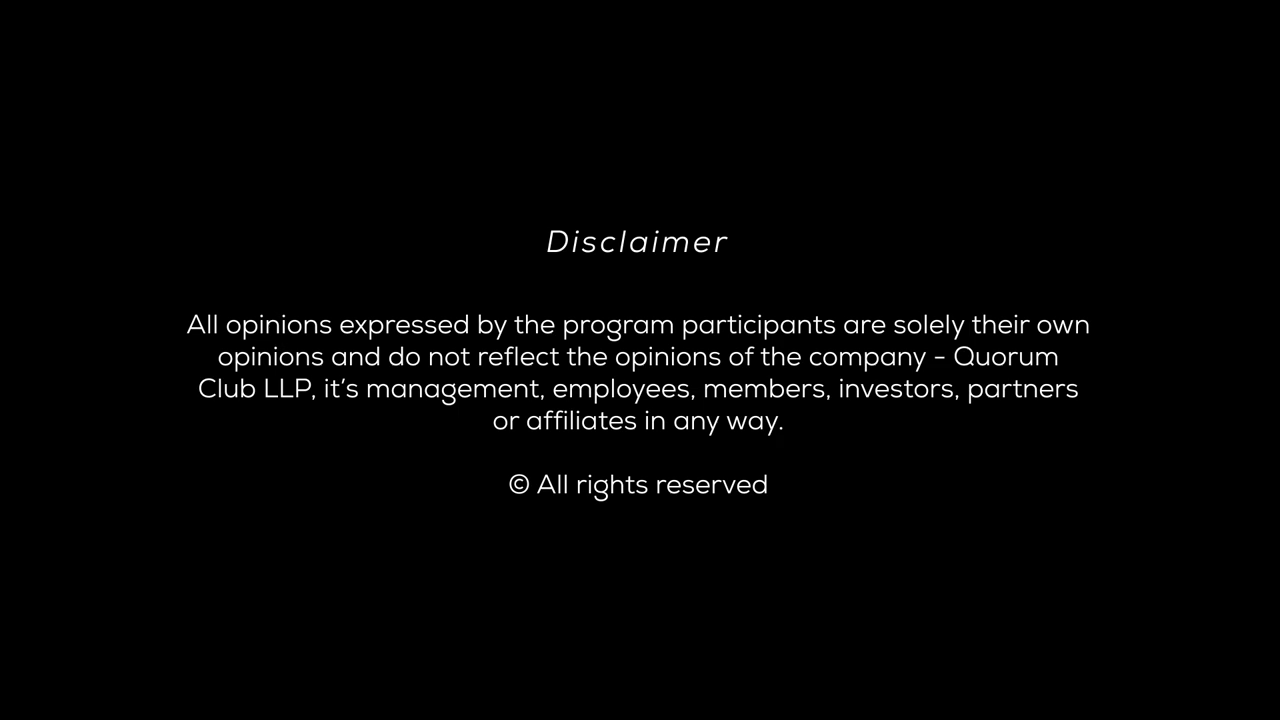 Disclaimer
All opinions expressed by the program participants are solely their own
opinions and do not reflect the opinions of the company - Quorum
Club LLP, it’s management, employees, members, investors, partners
or affiliates in any way.
© All rights reserved